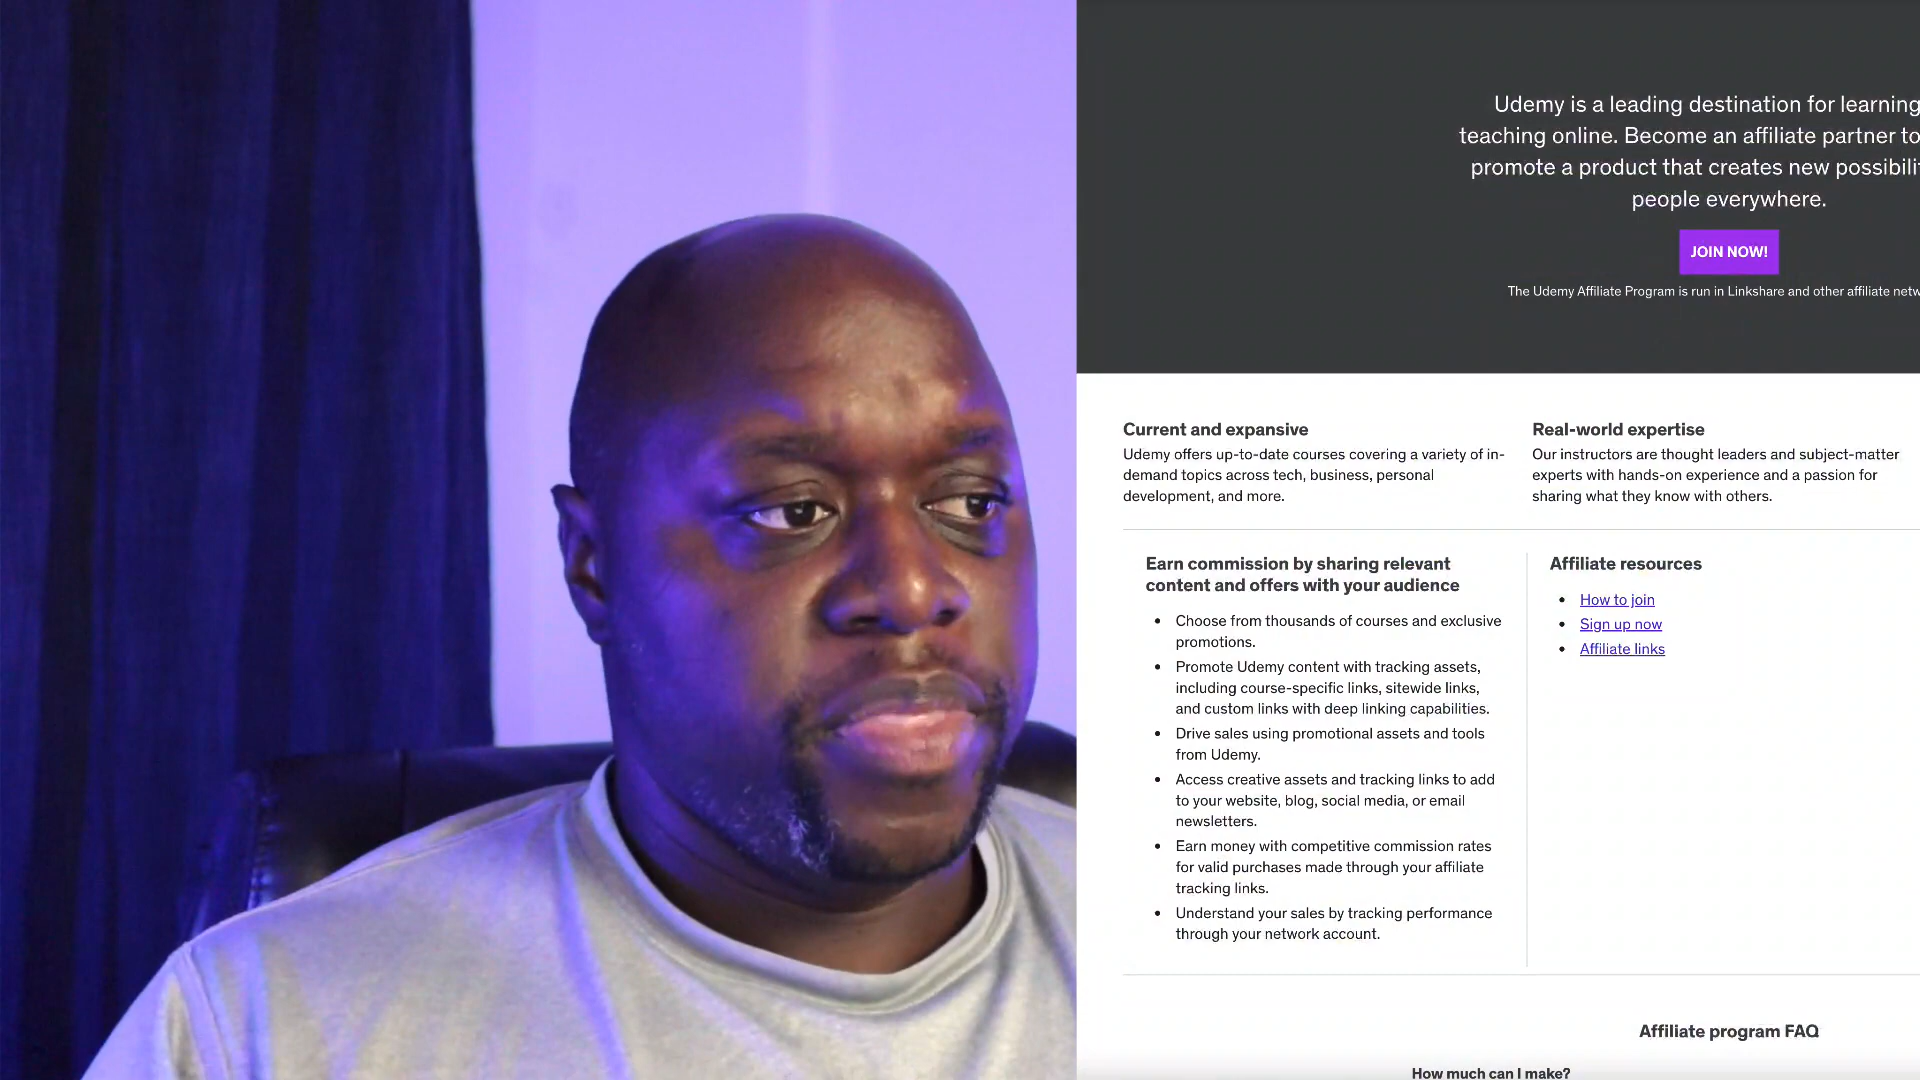 Udemy is a leading destination for learning
teaching online. Become an affiliate partner to
promote a product that creates new
people everywhere.
JOIN NOW!
The Udemy Affiliate Program is run in Linkshare and other affiliate
Current and expansive
Udemy offers up-to-date courses covering a variety of in-
demand topics across tech, business, personal
development, and more.
Real-world expertise
Our instructors are thought leaders and subject-matter
experts with hands-on experience and a passion for
sharing what they know with others.
Earn commission by sharing relevant
content and offers with your audience
• Choose from thousands of courses and exclusive
promotions.
• Promote Udemy content with tracking assets,
including course-specific links, sitewide links,
and custom links with deep linking capabilities.
• Drive sales using promotional assets and tools
from Udemy.
• Access creative assets and tracking links to add
to your website, blog, social media, or email
newsletters.
• Earn money with competitive commission rates
for valid purchases made through your affiliate
tracking links.
• Understand your sales by tracking performance
through your network account.
Affiliate resources
• How to join
• Sign up now
• Affiliate links
Affiliate program FAQ
How much can I make?